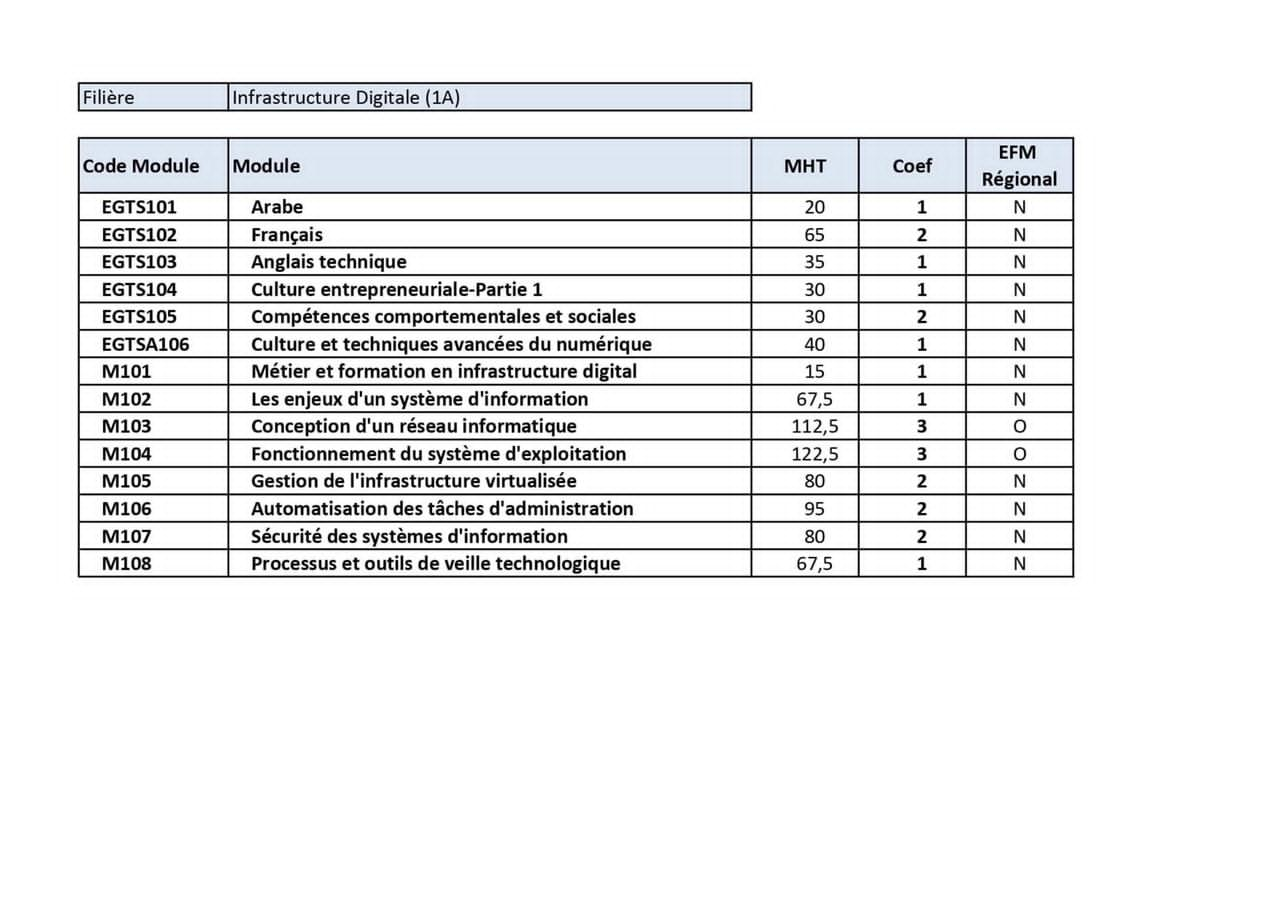 Filière Infrastructure Digitale (1A)
Code Module Module MHT Coef EFM Régional
EGTS101 Arabe 20 1 N
EGTS102 Français 65 2 N
EGTS103 Anglais technique 35 1 N
EGTS104 Culture entrepreneuriale-Partie 1 30 1 N
EGTS105 Compétences comportementales et sociales 30 2 N
EGTSA106 Culture et techniques avancées du numérique 40 1 N
M101 Métier et formation en infrastructure digital 15 1 N
M102 Les enjeux d'un système d'information 67,5 1 N
M103 Conception d'un réseau informatique 112,5 3 O
M104 Fonctionnement du système d'exploitation 122,5 3 O
M105 Gestion de l'infrastructure virtualisée 80 2 N
M106 Automatisation des tâches d'administration 95 2 N
M107 Sécurité des systèmes d'information 80 2 N
M108 Processus et outils de veille technologique 67,5 1 N